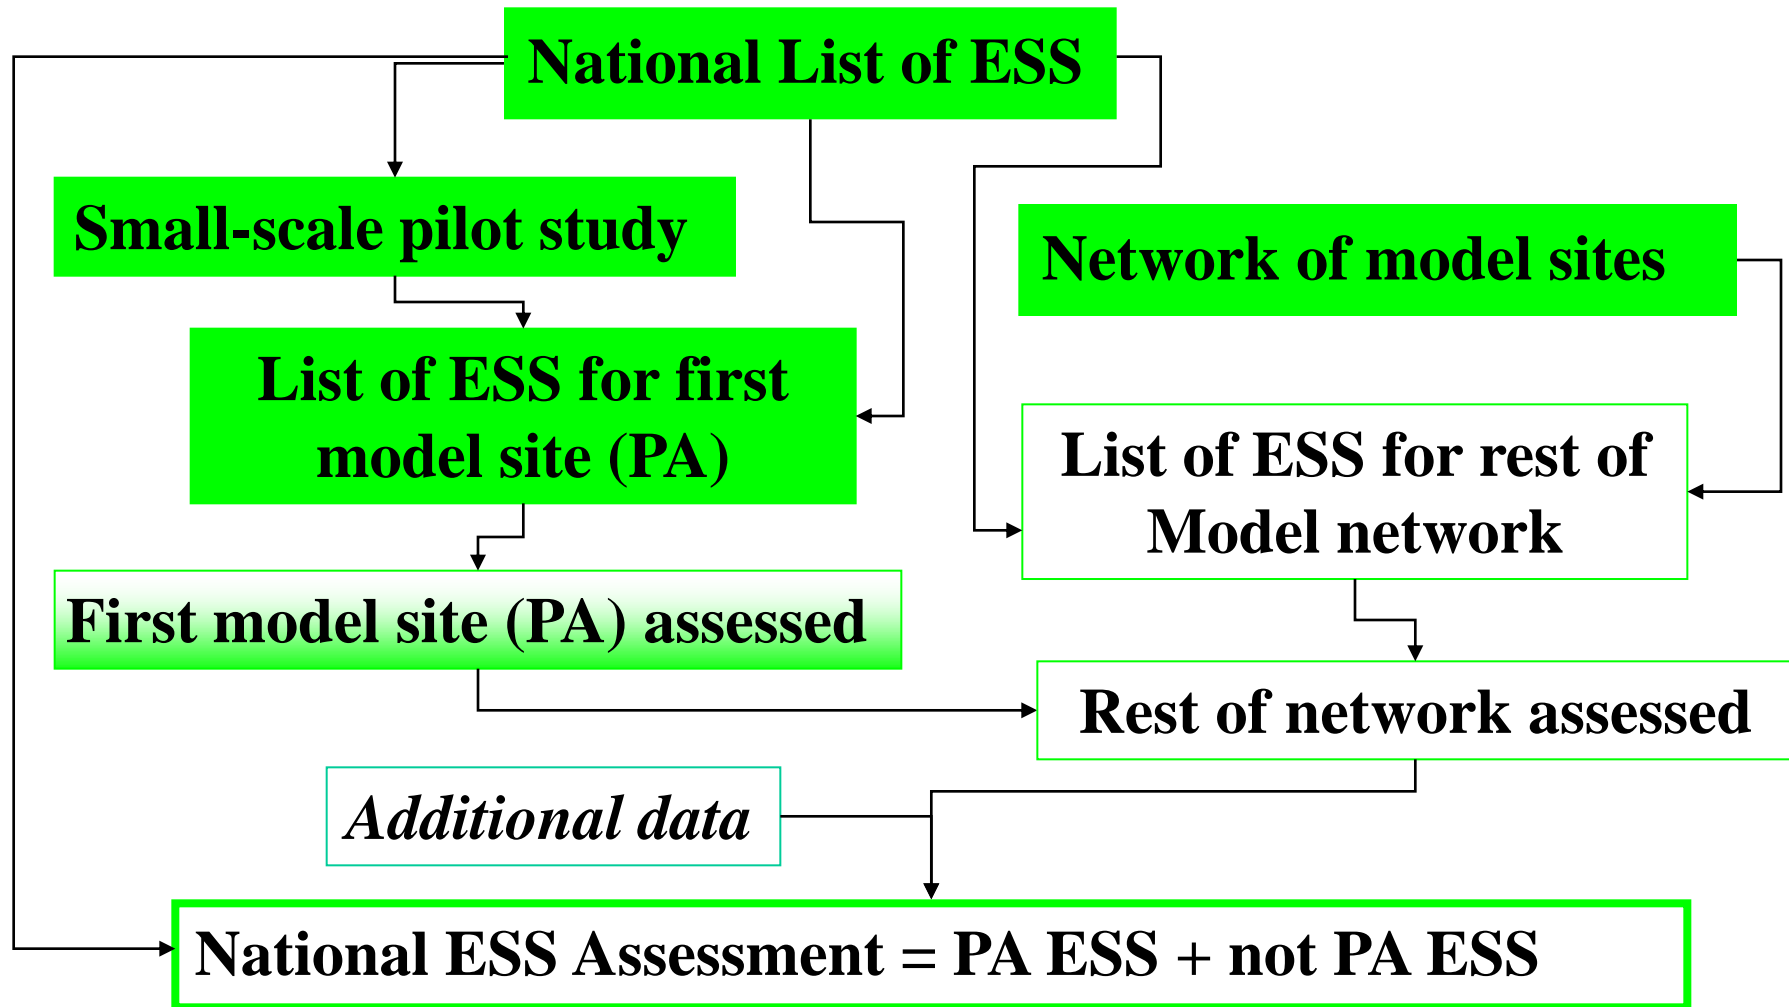 National List of ESS
Small-scale pilot study
Network of model sites
List of ESS for first
model site (PA)
List of ESS for rest of
Model network
First model site (PA) assessed
Rest of network assessed
Additional data
National ESS Assessment = PA ESS + not PA ESS